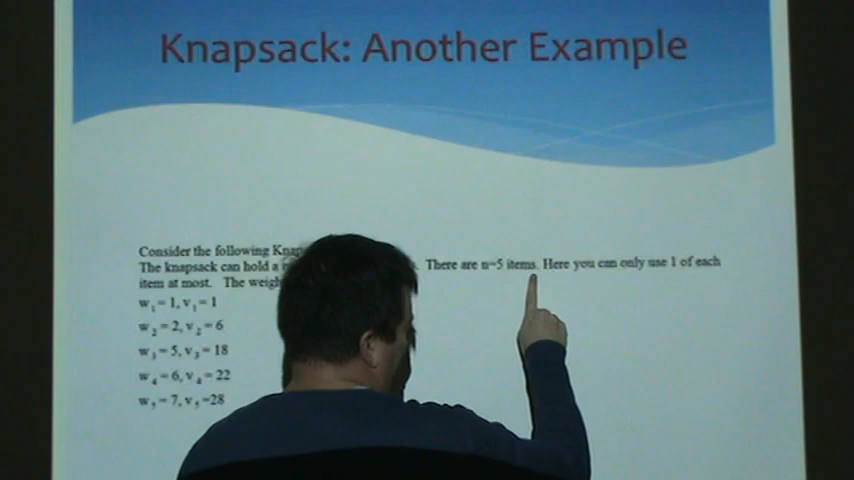 Knapsack: Another Example
Consider the following
The knapsack can hold a There are n=5 items. Here you can only use 1 of each
item at most. The
w₁ = 1, v₁ = 1
w₂ = 2, v₂ = 6
w₃ = 5, v₃ = 18
w₄ = 6, v₄ = 22
w₅ = 7, v₅ =28